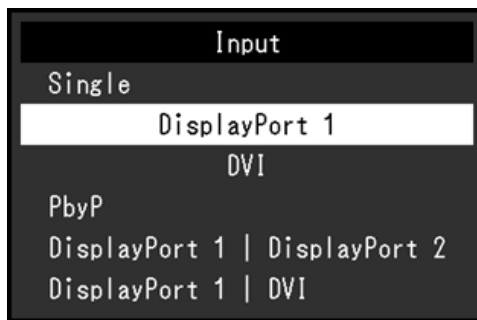 Input
Single
DisplayPort 1
DVI
PbyP
DisplayPort 1 | DisplayPort 2
DisplayPort 1 | DVI